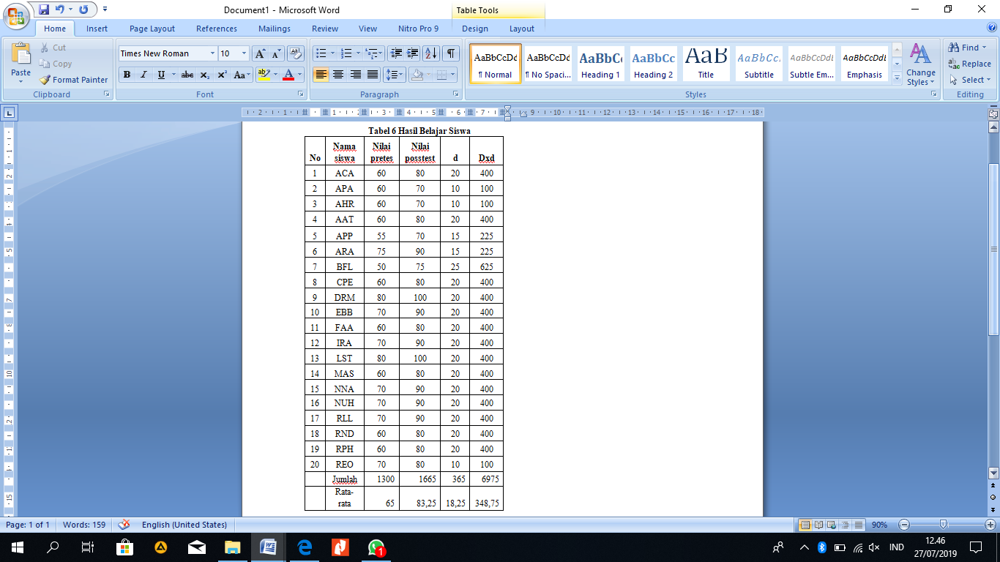 Document1 - Microsoft Word
Table Tools
Home Insert Page Layout References Mailings Review View Nitro Pro 9 Design Layout
Paste
Cut
Copy
Format Painter
Clipboard
Times New Roman 10
Font
Paragraph
AaBbCcDd AaBbCcDd AaBbC AaBbCc AaB AaBbCc. AaBbCcDdI AaBbCcDdI
¶ Normal ¶ No Spaci... Heading 1 Heading 2 Title Subtitle Subtle Em... Emphasis
Change Styles
Styles
Find
Replace
Select
Editing
Tabel 6 Hasil Belajar Siswa
No Nama siswa Nilai pretes Nilai posstest d Dxd
1 ACA 60 80 20 400
2 APA 60 70 10 100
3 AHR 60 70 10 100
4 AAT 60 80 20 400
5 APP 55 70 15 225
6 ARA 75 90 15 225
7 BFL 50 75 25 625
8 CPE 60 80 20 400
9 DRM 80 100 20 400
10 EBB 70 90 20 400
11 FAA 60 80 20 400
12 IRA 70 90 20 400
13 LST 80 100 20 400
14 MAS 60 80 20 400
15 NNA 70 90 20 400
16 NUH 70 90 20 400
17 RLL 70 90 20 400
18 RND 60 80 20 400
19 RPH 60 80 20 400
20 REO 70 80 10 100
Jumlah 1300 1665 365 6975
Rata-rata 65 83,25 18,25 348,75
Page: 1 of 1 Words: 159 English (United States) 90%
IND
12.46
27/07/2019